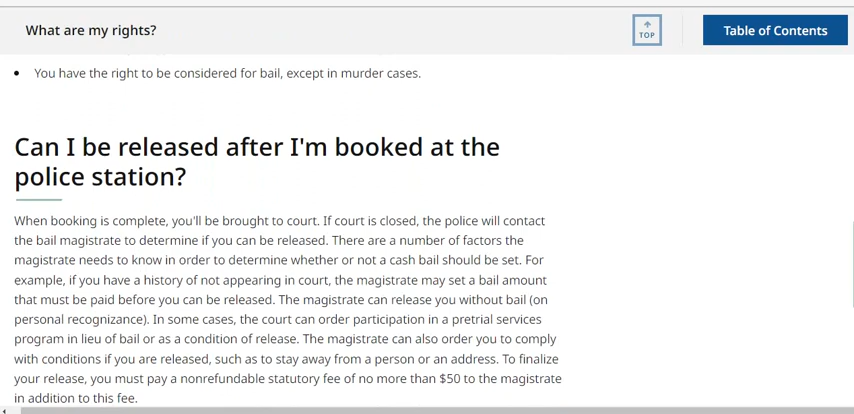 What are my rights?
TOP
Table of Contents
• You have the right to be considered for bail, except in murder cases.
Can I be released after I'm booked at the
police station?
When booking is complete, you'll be brought to court. If court is closed, the police will contact
the bail magistrate to determine if you can be released. There are a number of factors the
magistrate needs to know in order to determine whether or not a cash bail should be set. For
example, if you have a history of not appearing in court, the magistrate may set a bail amount
that must be paid before you can be released. The magistrate can release you without bail (on
personal recognizance). In some cases, the court can order participation in a pretrial services
program in lieu of bail or as a condition of release. The magistrate can also order you to comply
with conditions if you are released, such as to stay away from a person or an address. To finalize
your release, you must pay a nonrefundable statutory fee of no more than $50 to the magistrate
in addition to this fee.